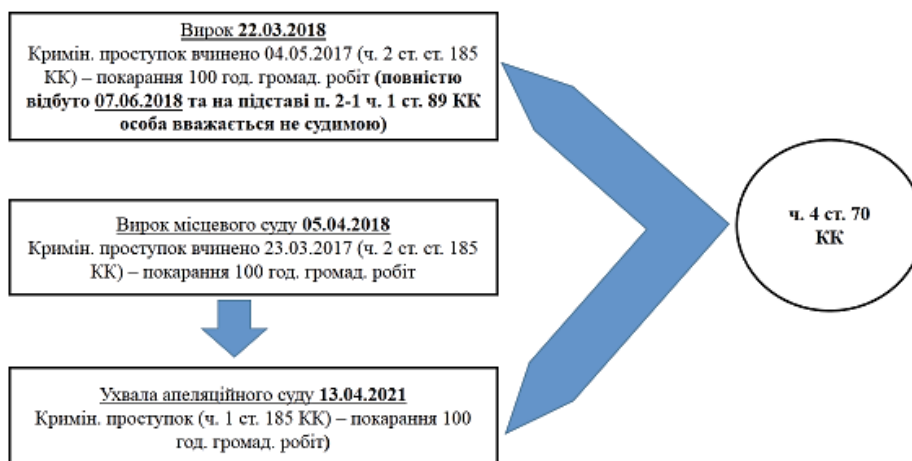 Вирок 22.03.2018
Кримін. проступок вчинено 04.05.2017 (ч. 2 ст. ст. 185
КК) – покарання 100 год. громад. робіт (повністю
відбуто 07.06.2018 та на підставі п. 2-1 ч. 1 ст. 89 КК
особа вважається не судимою)
Вирок місцевого суду 05.04.2018
Кримін. проступок вчинено 23.03.2017 (ч. 2 ст. ст. 185
КК) – покарання 100 год. громад. робіт
Ухвала апеляційного суду 13.04.2021
Кримін. проступок (ч. 1 ст. 185 КК) – покарання 100
год. громад. робіт)
ч. 4 ст. 70
КК